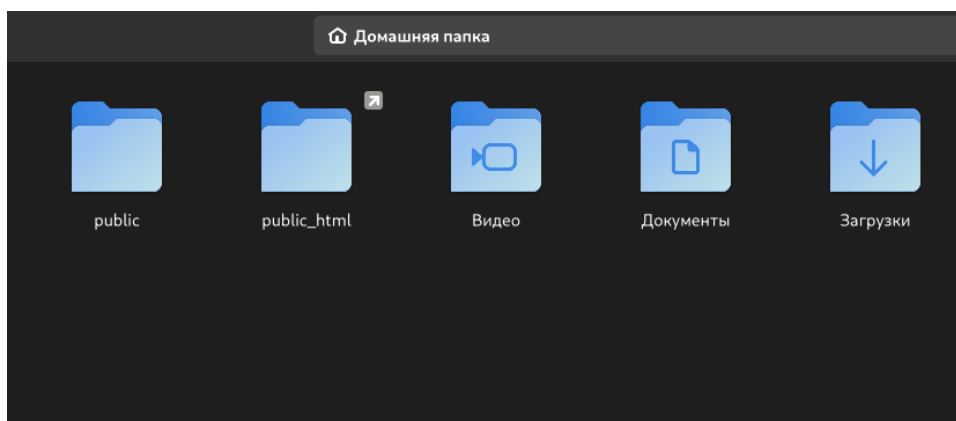 Домашняя папка
public
public_html
Видео
Документы
Загрузки